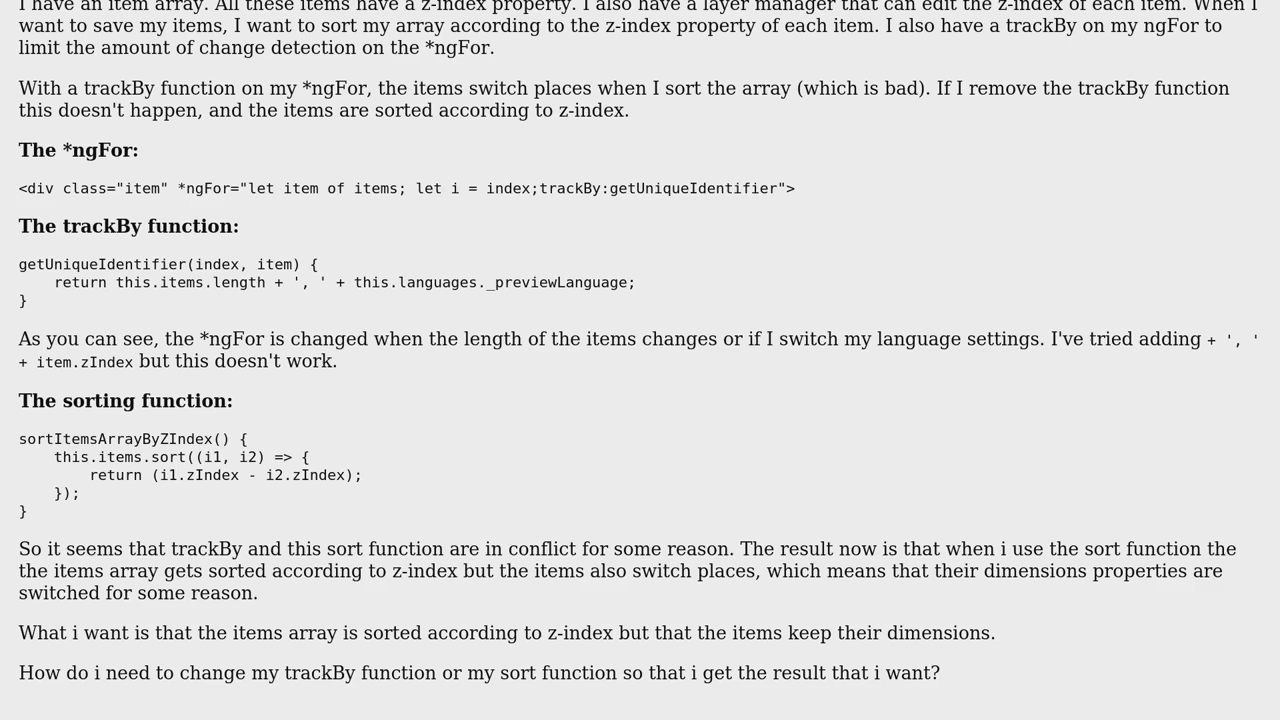 I have an item array. All these items have a z-index property. I also have a layer manager that can edit the z-index of each item. When I
want to save my items, I want to sort my array according to the z-index property of each item. I also have a trackBy on my ngFor to
limit the amount of change detection on the *ngFor.
With a trackBy function on my *ngFor, the items switch places when I sort the array (which is bad). If I remove the trackBy function
this doesn't happen, and the items are sorted according to z-index.
The *ngFor:
<div class="item" *ngFor="let item of items; let i = index;trackBy:getUniqueIdentifier">
The trackBy function:
getUniqueIdentifier(index, item) {
    return this.items.length + ', ' + this.languages._previewLanguage;
}
As you can see, the *ngFor is changed when the length of the items changes or if I switch my language settings. I've tried adding + ', '
+ item.zIndex but this doesn't work.
The sorting function:
sortItemsArrayByZIndex() {
    this.items.sort((i1, i2) => {
        return (i1.zIndex - i2.zIndex);
    });
}
So it seems that trackBy and this sort function are in conflict for some reason. The result now is that when i use the sort function the
the items array gets sorted according to z-index but the items also switch places, which means that their dimensions properties are
switched for some reason.
What i want is that the items array is sorted according to z-index but that the items keep their dimensions.
How do i need to change my trackBy function or my sort function so that i get the result that i want?